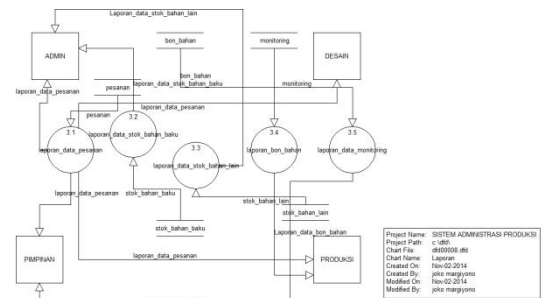 Laporan_data_stok_bahan_lain
ADMIN
bon_bahan
monitoring
DESAIN
bon_bahan
laporan_data_pesanan
pesanan
laporan_data_stok_bahan_baku
monitoring
laporan_data_pesanan
pesanan
3.1
laporan_data_pesanan
3.2
laporan_data_stok_bahan_baku
3.3
laporan_data_stok_bahan_lain
3.4
laporan_bon_bahan
3.5
laporan_data_monitoring
laporan_data_pesanan
stok_bahan_baku
stok_bahan_lain
stok_bahan_lain
stok_bahan_baku
Laporan_data_bon_bahan
PIMPINAN
laporan_data_pesanan
PRODUKSI
Project Name: SISTEM ADMINISTRASI PRODUKSI
Project Path: c:\dfd\
Chart File: dfd00008.dfd
Chart Name: Laporan
Created On: Nov-02-2014
Created By: joko margiyono
Modified On: Nov-02-2014
Modified By: joko margiyono